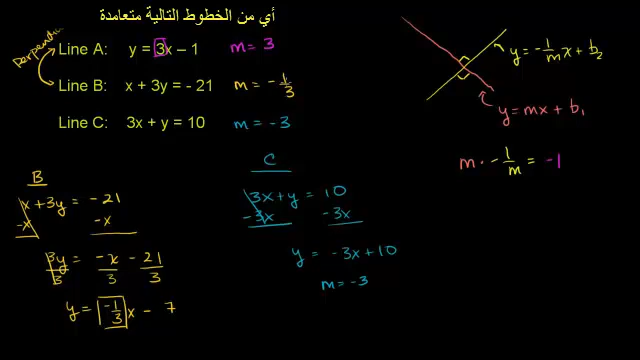 أي من الخطوط التالية متعامدة
Line A: y = 3x – 1 m = 3
Line B: x + 3y = - 21 m = -1/3
Line C: 3x + y = 10 m = -3
y = -1/m x + b₂
y = mx + b₁
m · -1/m = -1
B
x + 3y = -21
-x -x
3y/3 = -x/3 - 21/3
y = -1/3 x - 7
C
3x + y = 10
-3x -3x
y = -3x + 10
m = -3